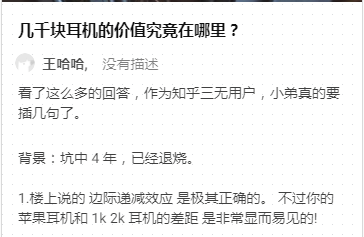 几千块耳机的价值究竟在哪里？
王哈哈， 没有描述
看了这么多的回答，作为知乎三无用户，小弟真的要
插几句了。
背景：坑中 4 年，已经退烧。
1.楼上说的 边际递减效应 是极其正确的。 不过你的
苹果耳机和 1k 2k 耳机的差距 是非常显而易见的!